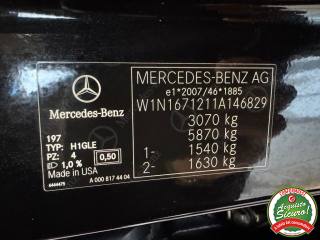 MERCEDES-BENZ AG
e1*2007/46*1885
W1N1671211A146829
3070 kg
5870 kg
1- 1540 kg
2- 1630 kg
Mercedes-Benz
197
TYP: H1GLE
PZ: 4 0,50
1,0 %
Made in USA
A 000 817 44 04
Acquisto
Sicuro!